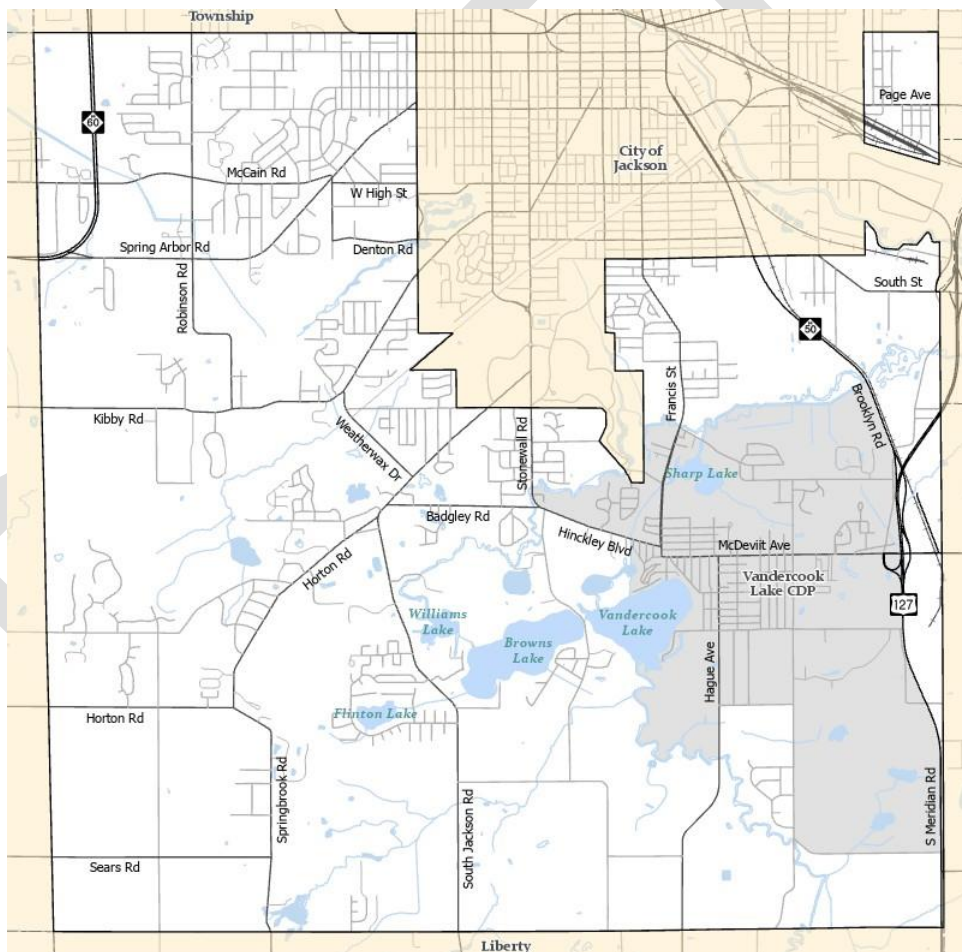 Township
Page Ave
60
City of
Jackson
McCain Rd
W High St
Spring Arbor Rd
Denton Rd
Robinson Rd
South St
50
Francis St
Brooklyn Rd
Kibby Rd
Weatherwax Dr
Stonewall Rd
Sharp Lake
Badgley Rd
Hinckley Blvd
McDeviit Ave
Horton Rd
Vandercook
Lake CDP
127
Williams
Lake
Vandercook
Lake
Browns
Lake
Hague Ave
Flinton Lake
Horton Rd
Springbrook Rd
South Jackson Rd
S Meridian Rd
Sears Rd
Liberty